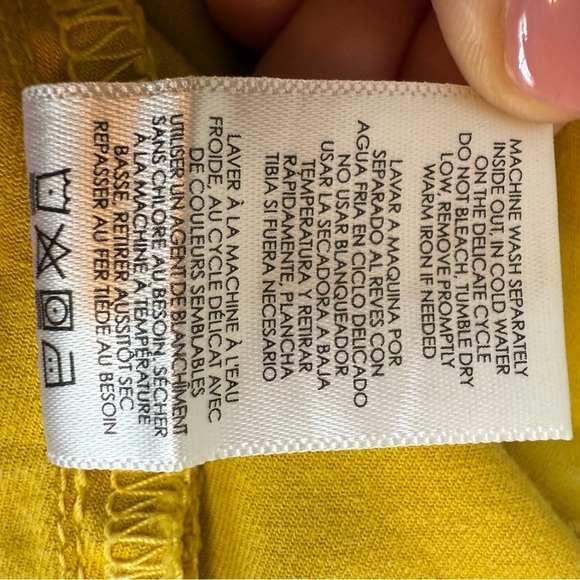 MACHINE WASH SEPARATELY
INSIDE OUT, IN COLD WATER
ON THE DELICATE CYCLE
DO NOT BLEACH, TUMBLE DRY
LOW, REMOVE PROMPTLY
WARM IRON IF NEEDED
LAVAR A MAQUINA POR
SEPARADO AL REVES CON
AGUA FRIA EN CICLO DELICADO
NO USAR BLANQUEADOR
USAR LA SECADORA A BAJA
TEMPERATURA Y RETIRAR
RÁPIDAMENTE, PLANCHA
TIBIA SI FUERA NECESARIO
LAVER À LA MACHINE À L'EAU
FROIDE, AU CYCLE DÉLICAT AVEC
DE COULEURS SEMBLABLES
UTILISER UN AGENT DE BLANCHÎMENT
SANS CHLORE AU BESOIN, SÉCHER
À LA MACHINE À TEMPÉRATURE
BASSE, RETIRER AUSSITÔT SEC
REPASSER AU FER TIÈDE AU BESOIN